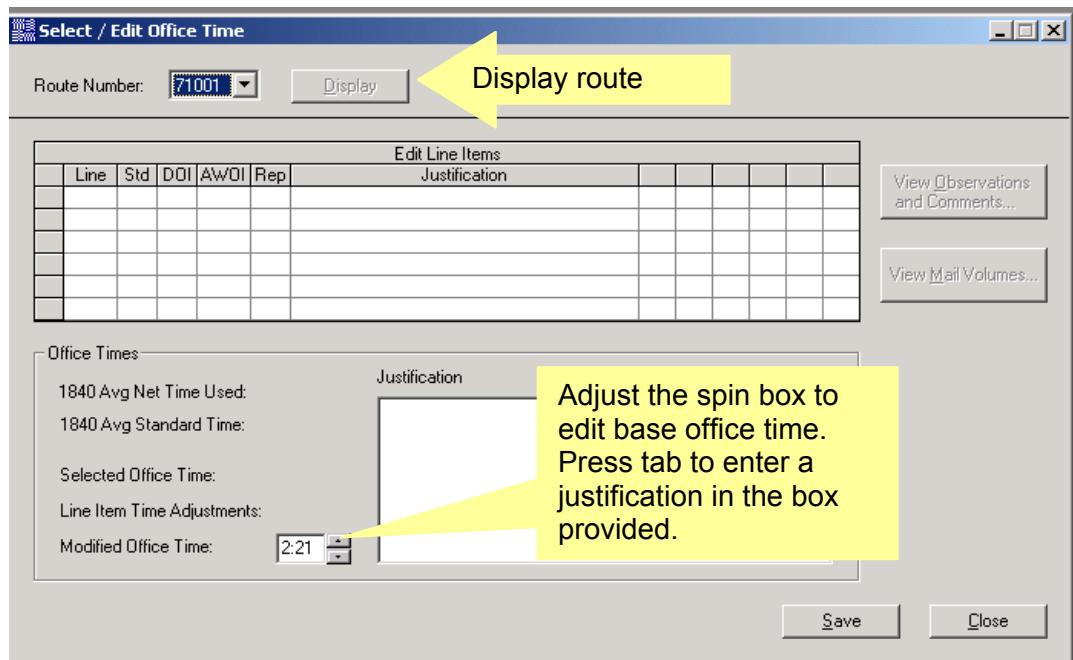 Select / Edit Office Time
Route Number: 71001 Display
Display route
Edit Line Items
Line Std DOI AWOI Rep Justification
View Observations
and Comments...
View Mail Volumes...
Office Times
1840 Avg Net Time Used:
1840 Avg Standard Time:
Selected Office Time:
Line Item Time Adjustments:
Modified Office Time: 2:21
Justification
Adjust the spin box to
edit base office time.
Press tab to enter a
justification in the box
provided.
Save Close